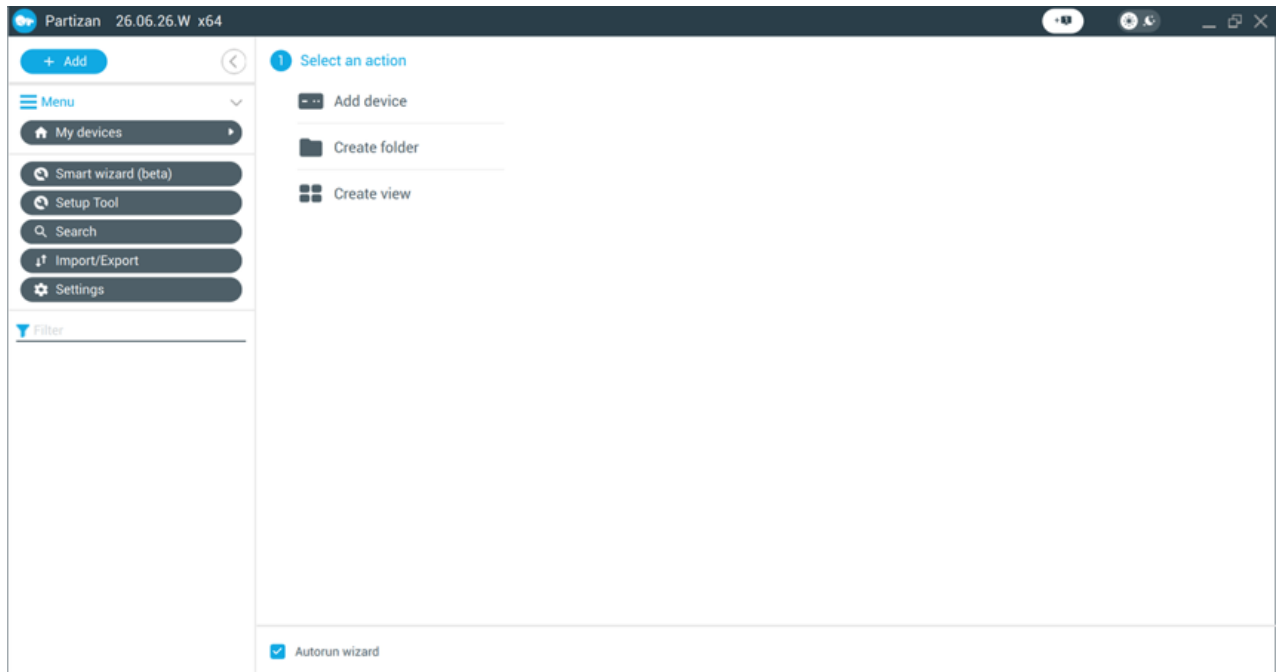 Partizan 26.06.26.W x64
+ Add
Menu
My devices
Smart wizard (beta)
Setup Tool
Search
Import/Export
Settings
Filter
1 Select an action
Add device
Create folder
Create view
Autorun wizard